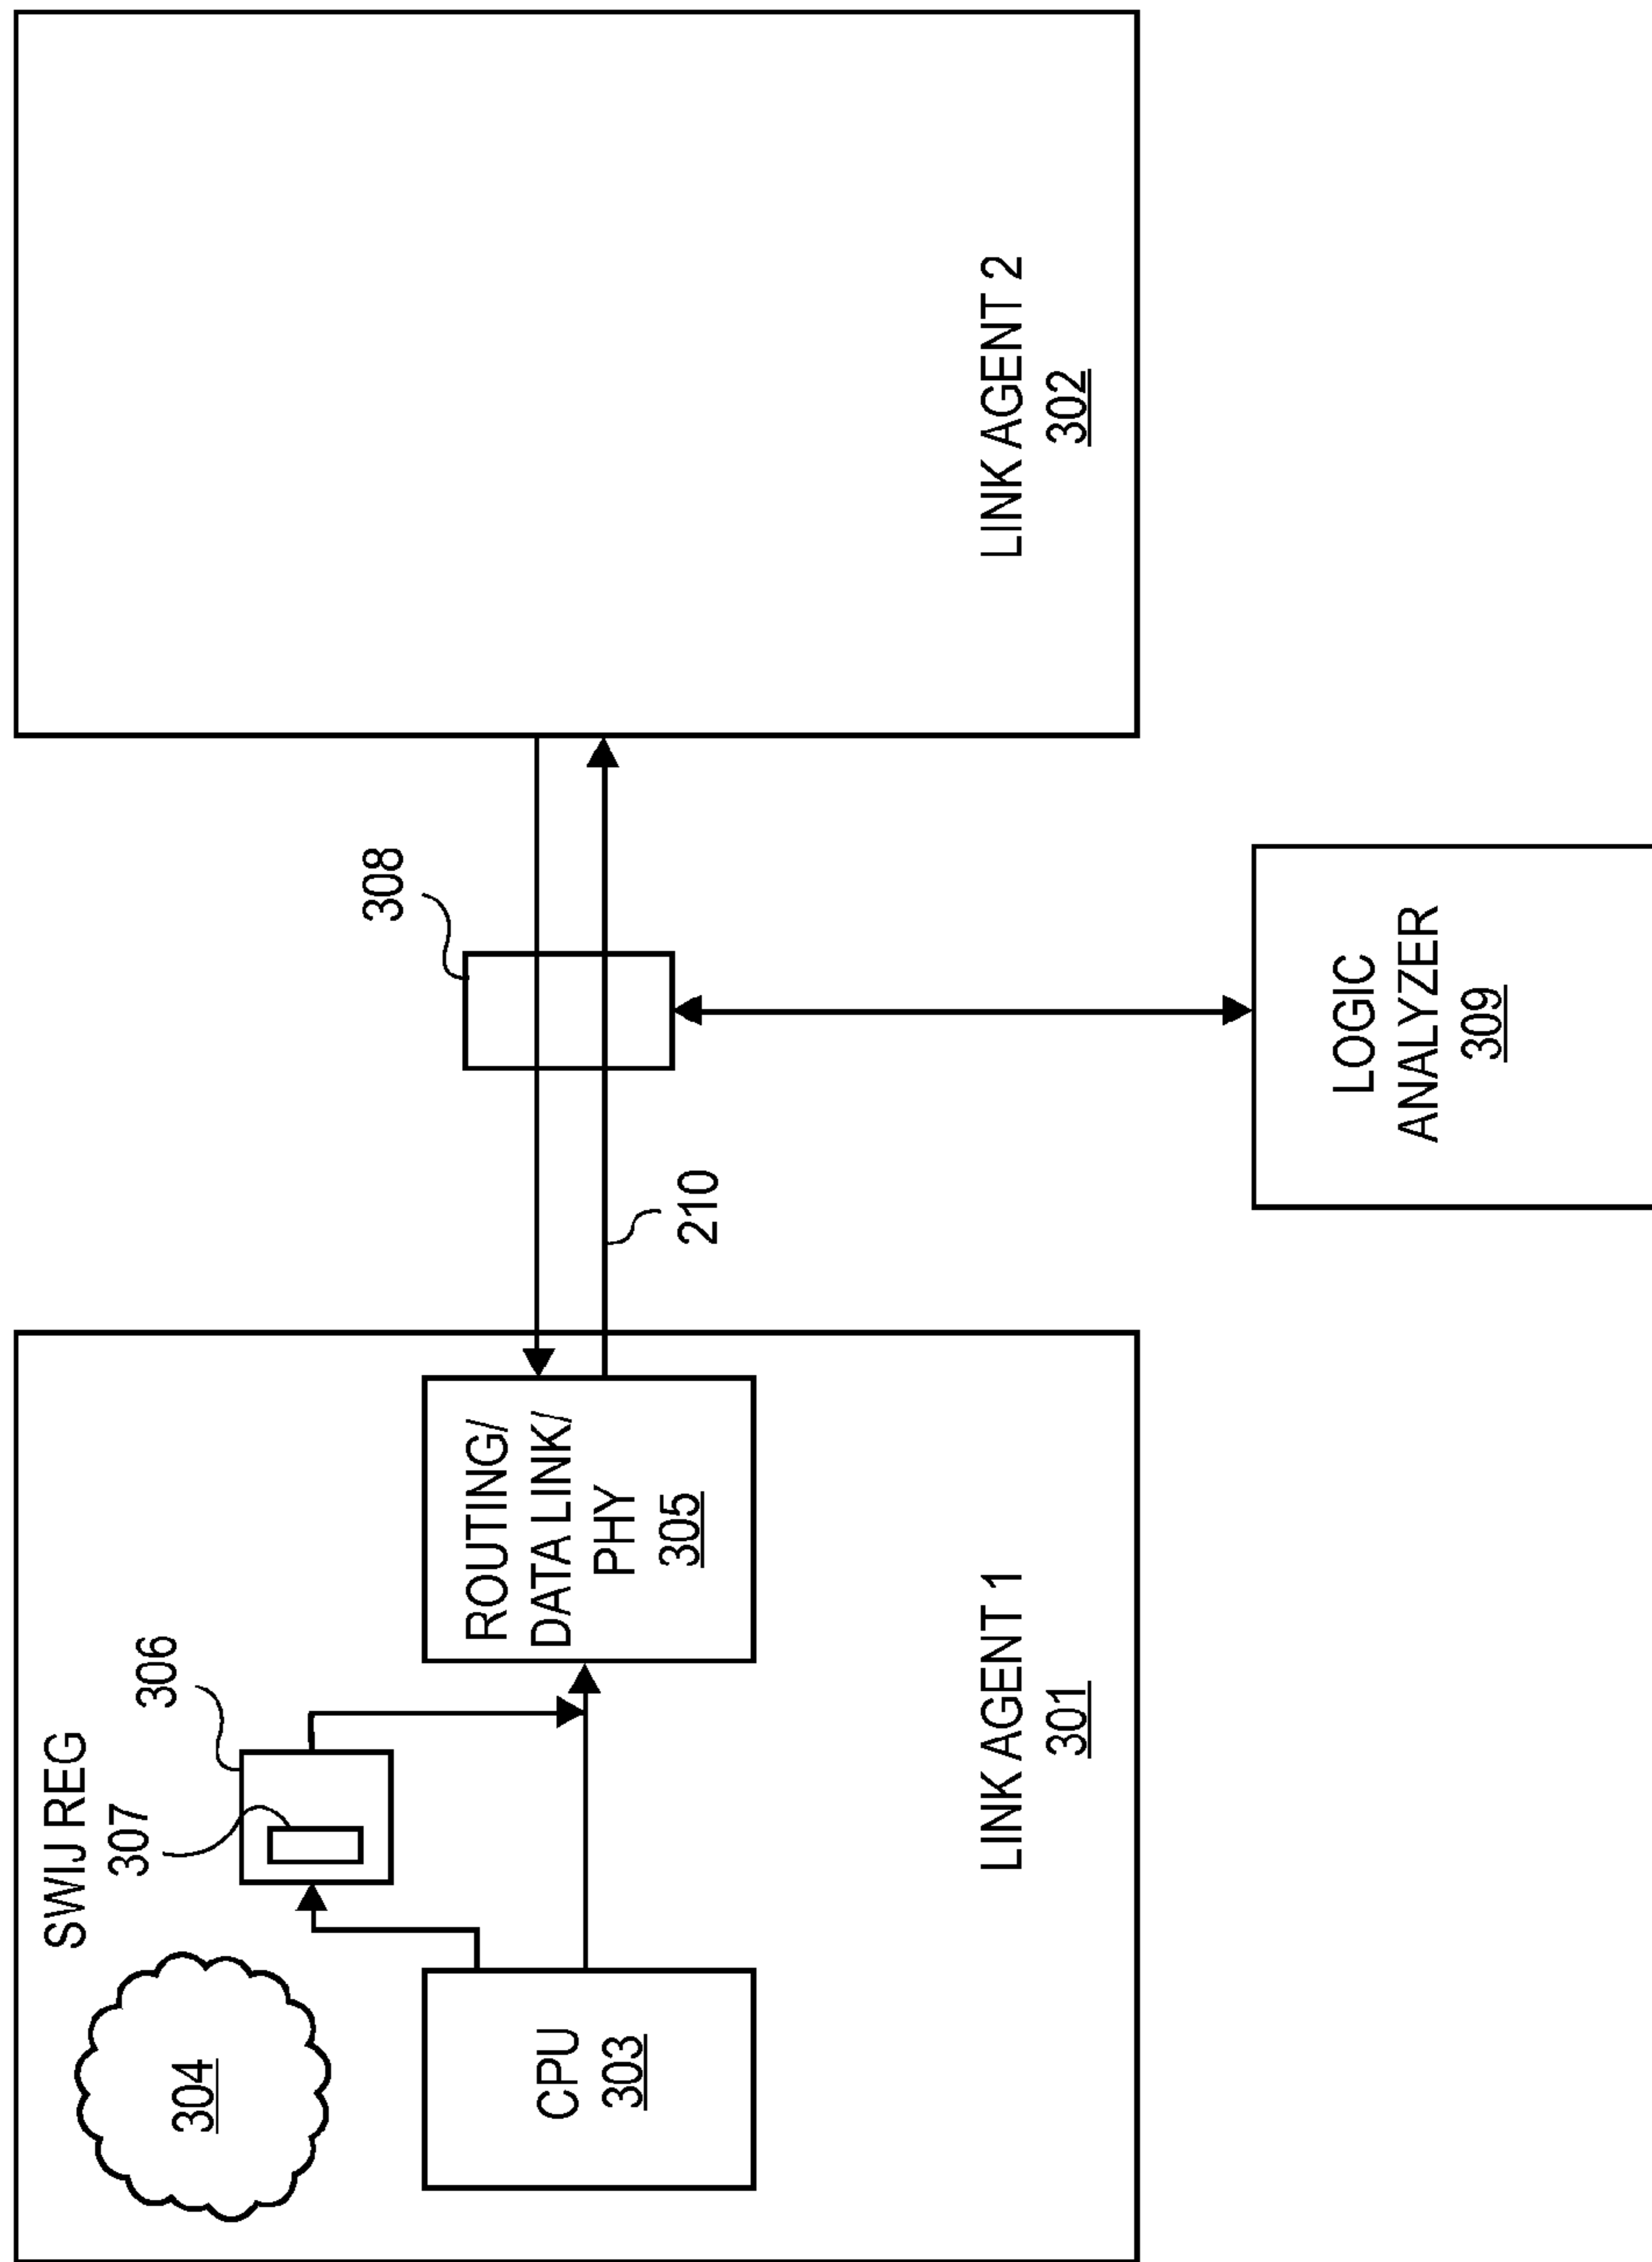 SWIJ REG
307
306
304
CPU
303
ROUTING/
DATA LINK/
PHY
305
LINK AGENT 1
301
210
308
LINK AGENT 2
302
LOGIC
ANALYZER
309